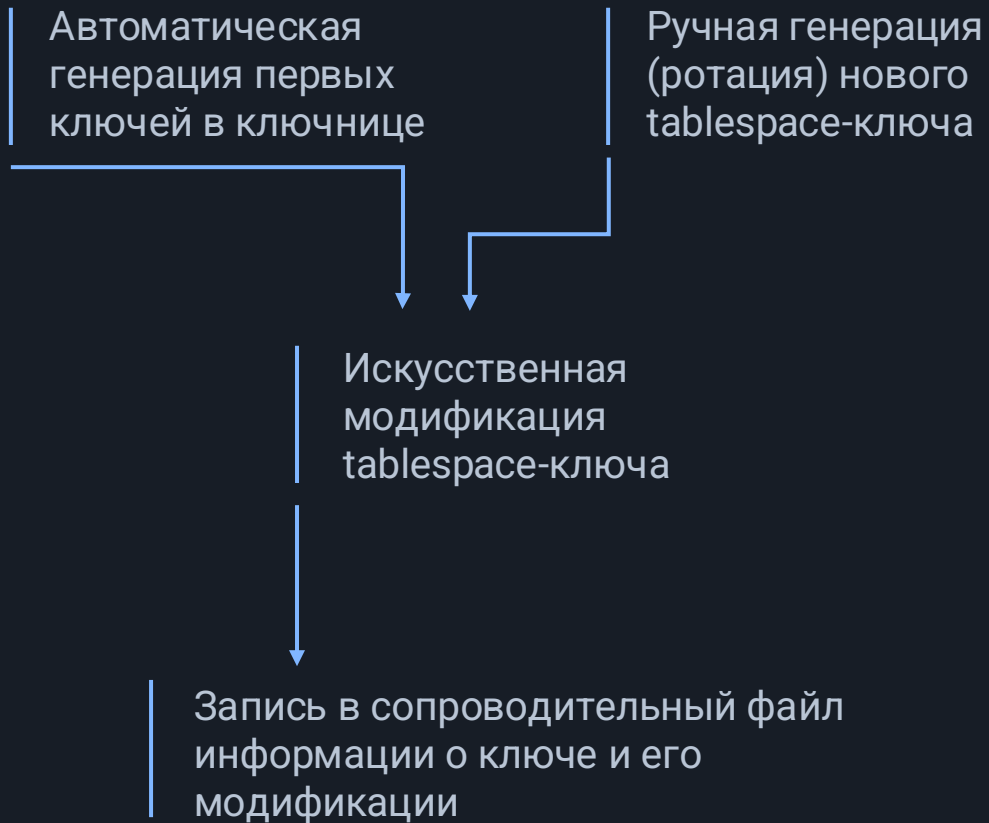 Автоматическая
генерация первых
ключей в ключнице
Ручная генерация
(ротация) нового
tablespace-ключа
Искусственная
модификация
tablespace-ключа
Запись в сопроводительный файл
информации о ключе и его
модификации